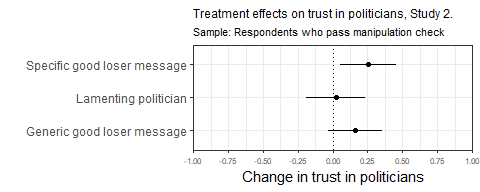 Treatment effects on trust in politicians, Study 2.
Sample: Respondents who pass manipulation check
Specific good loser message
Lamenting politician
Generic good loser message
-1.00 -0.75 -0.50 -0.25 0.00 0.25 0.50 0.75 1.00
Change in trust in politicians